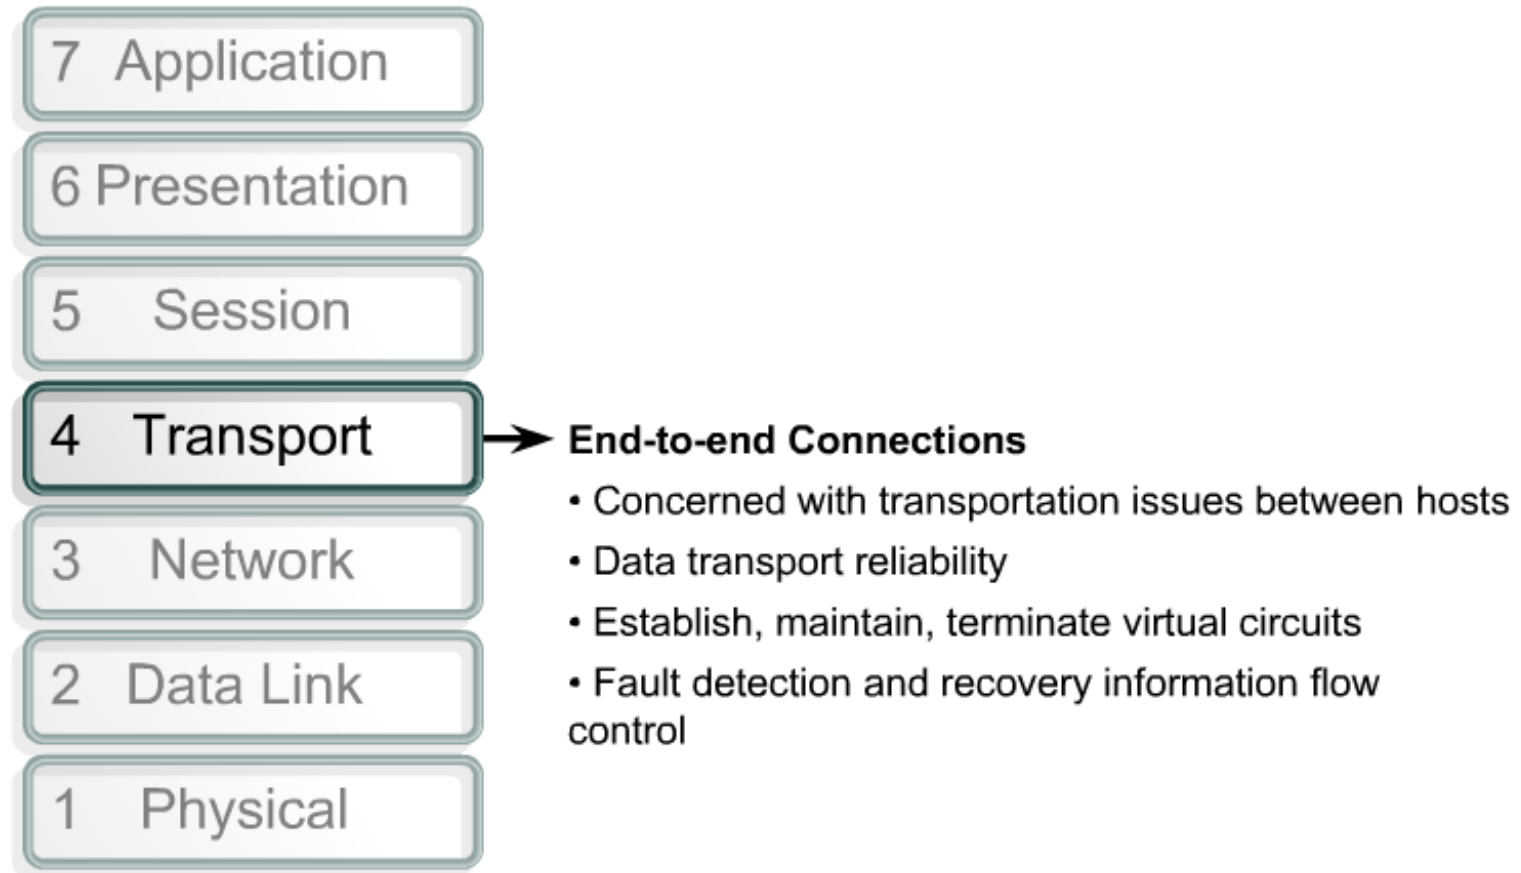 7 Application
6 Presentation
5 Session
4 Transport
3 Network
2 Data Link
1 Physical
End-to-end Connections
• Concerned with transportation issues between hosts
• Data transport reliability
• Establish, maintain, terminate virtual circuits
• Fault detection and recovery information flow
control